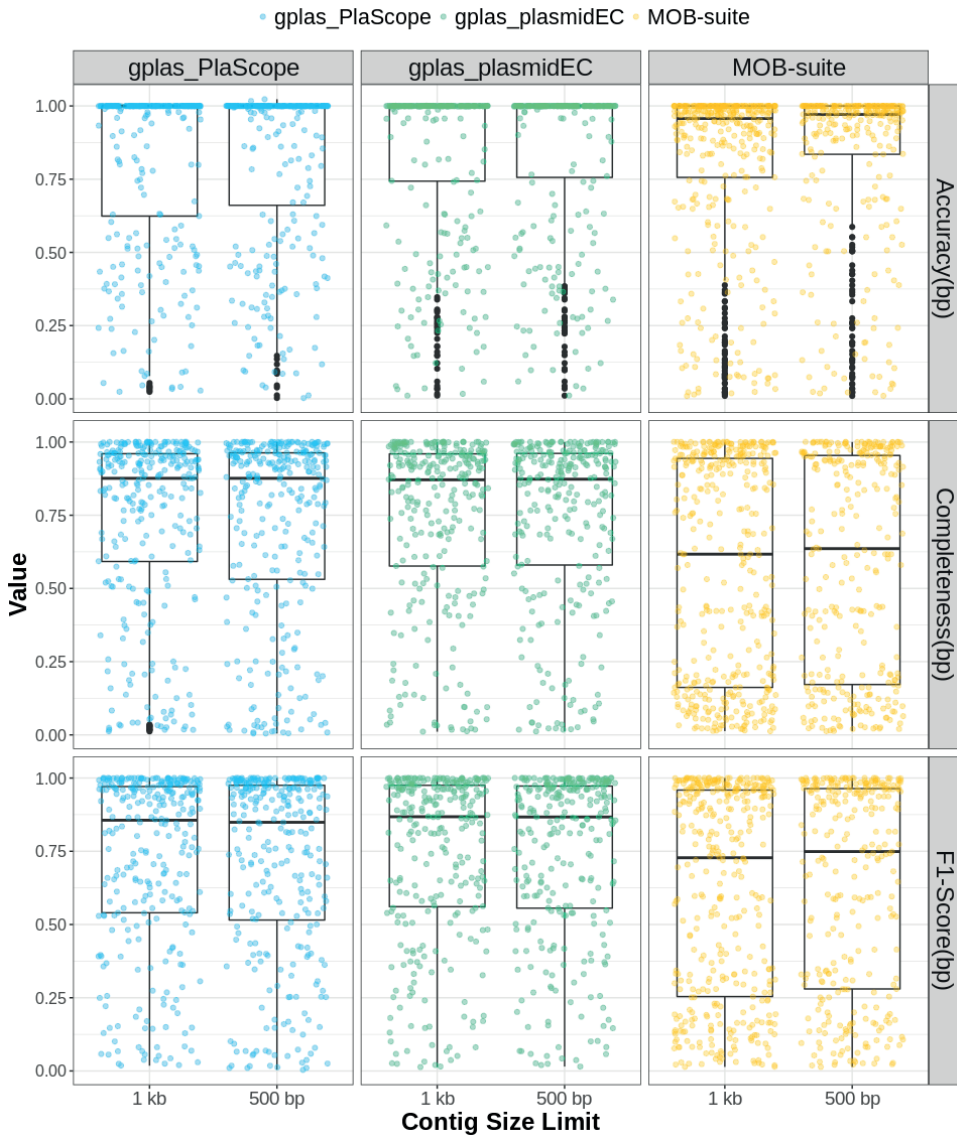 gplas_PlaScope gplas_plasmidEC MOB-suite
gplas_PlaScope gplas_plasmidEC MOB-suite
1.00
0.75
0.50
0.25
0.00
Accuracy(bp)
1.00
0.75
0.50
0.25
0.00
Completeness(bp)
Value
1.00
0.75
0.50
0.25
0.00
F1-Score(bp)
1 kb 500 bp 1 kb 500 bp 1 kb 500 bp
Contig Size Limit